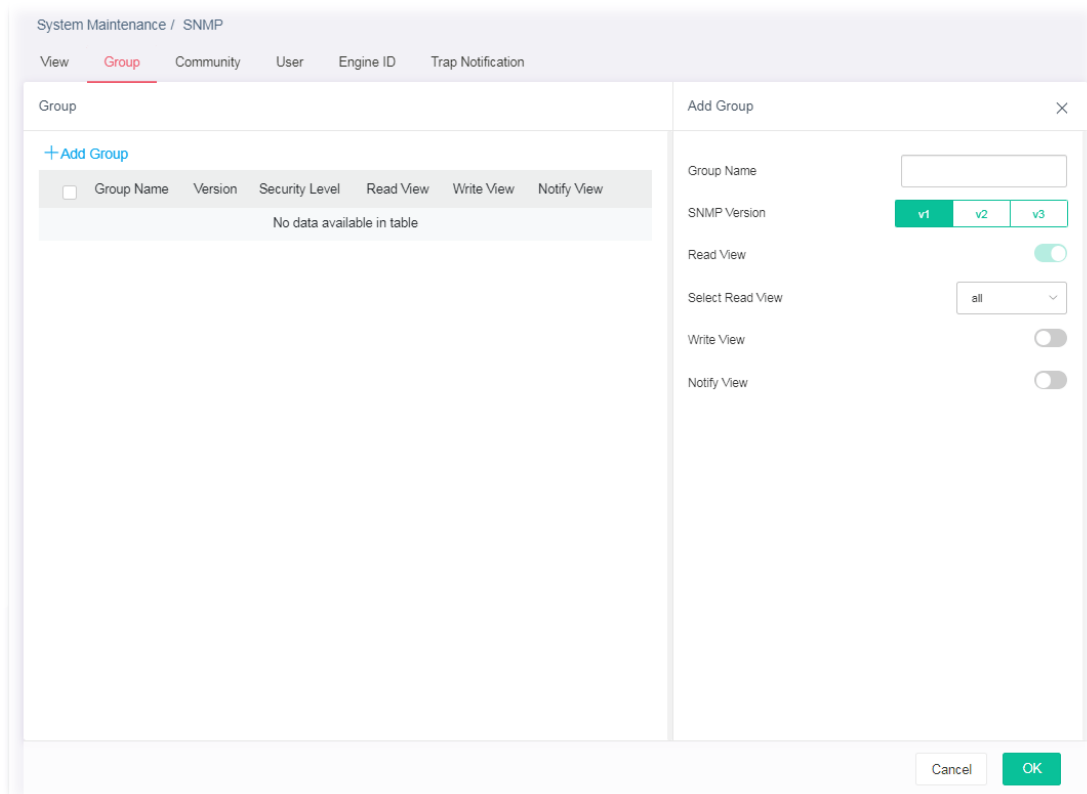 System Maintenance / SNMP
View Group Community User Engine ID Trap Notification
Group
Add Group
Group Name Version Security Level Read View Write View Notify View
No data available in table
Add Group
Group Name
SNMP Version v1 v2 v3
Read View
Select Read View all
Write View
Notify View
Cancel OK